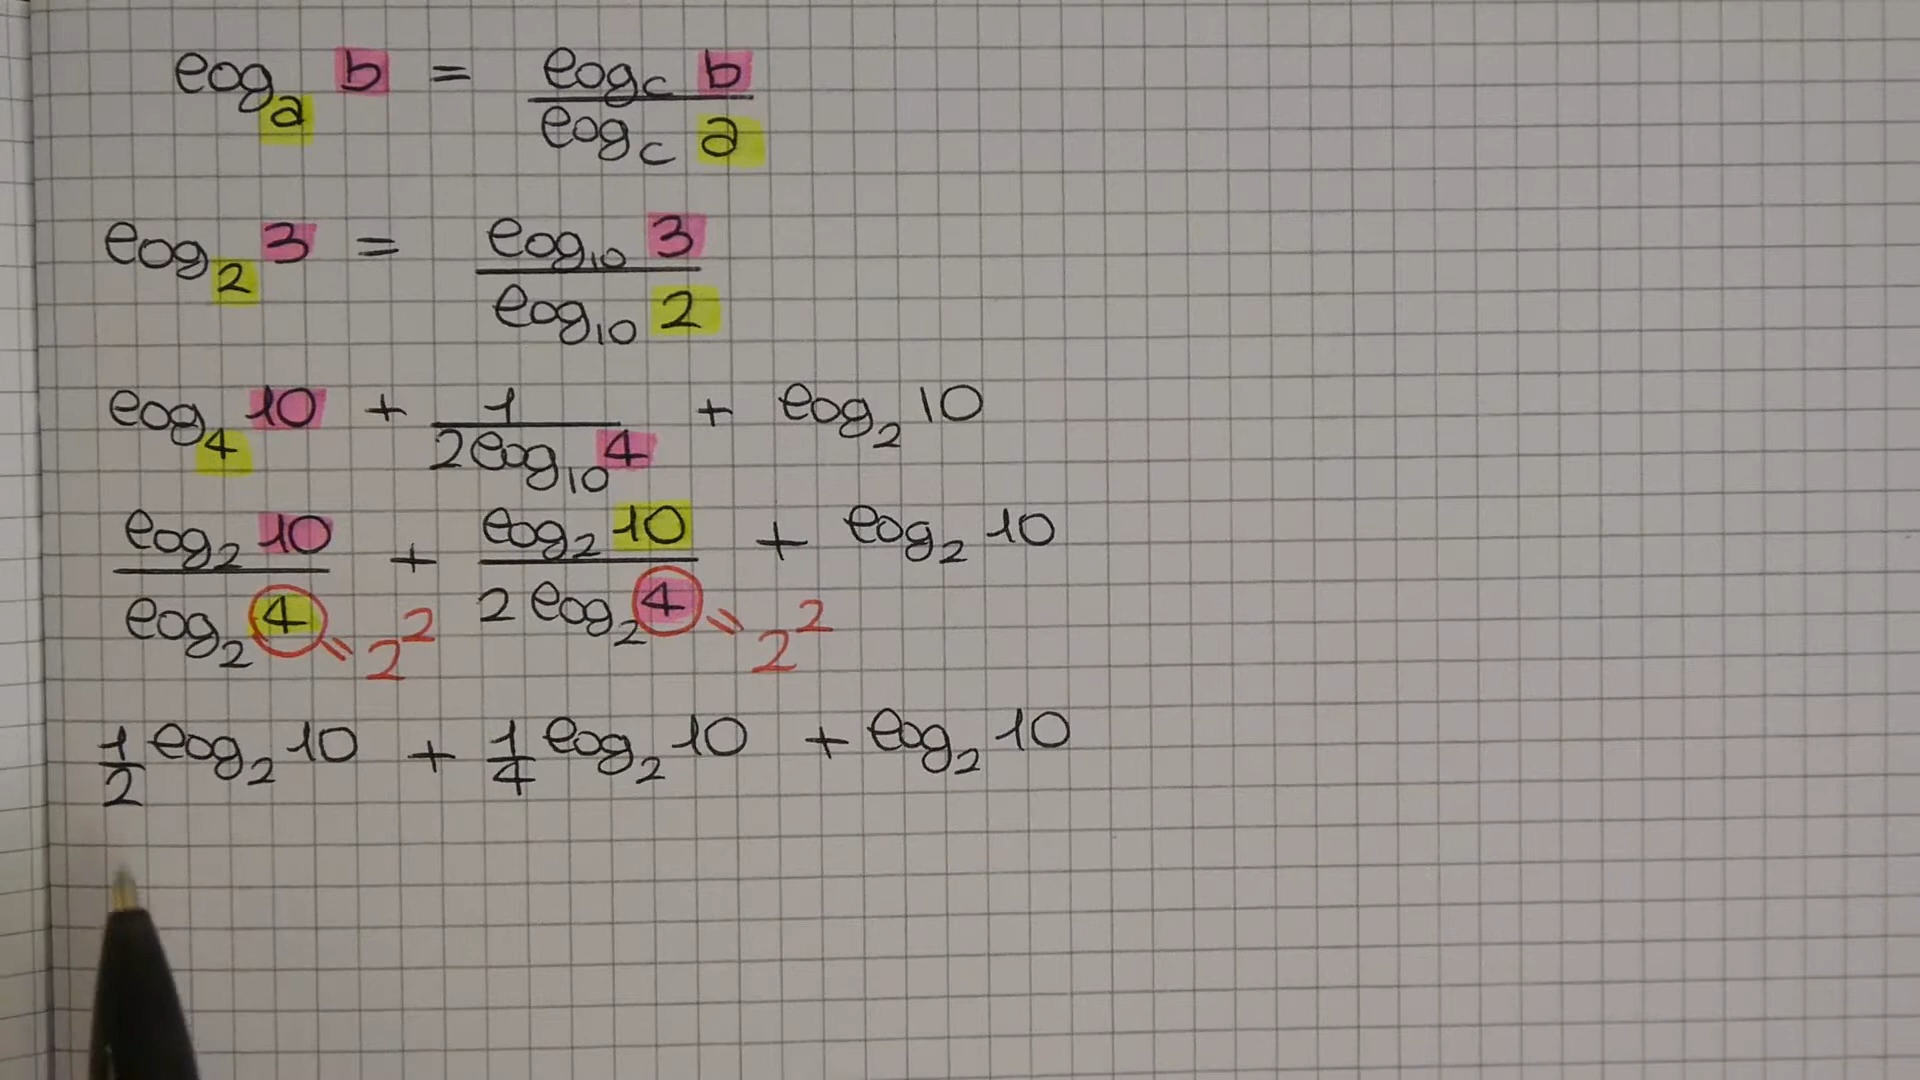 log_a b = log_c b / log_c a
log_2 3 = log_10 3 / log_10 2
log_4 10 + 1 / 2log_10 4 + log_2 10
log_2 10 / log_2 4 = 2^2 + log_2 10 / 2 log_2 4 = 2^2 + log_2 10
1/2 log_2 10 + 1/4 log_2 10 + log_2 10